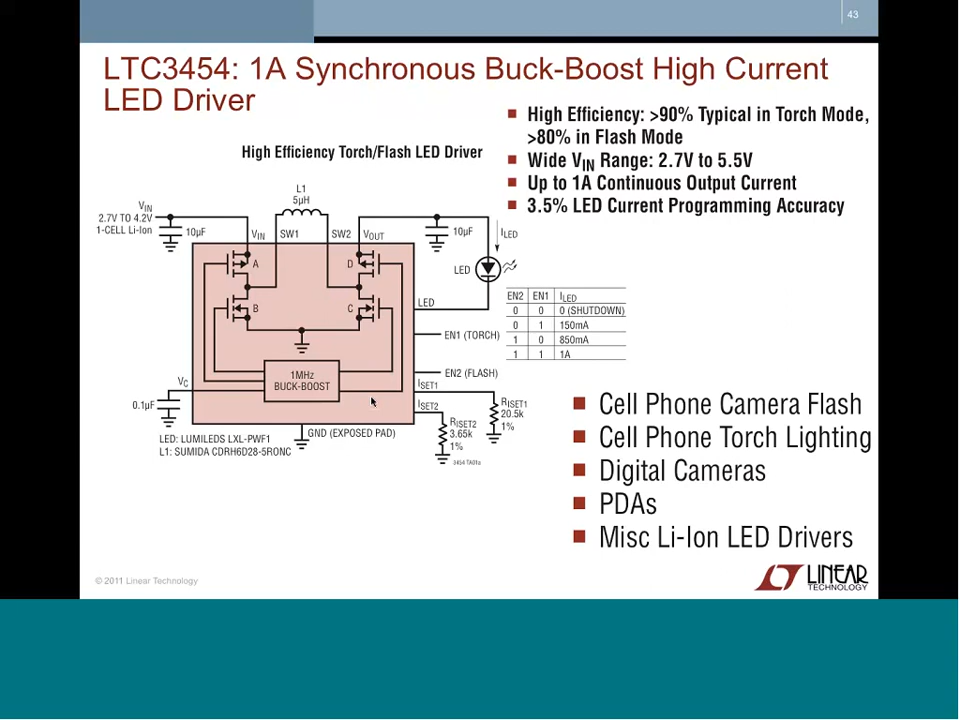 43
LTC3454: 1A Synchronous Buck-Boost High Current
LED Driver
High Efficiency Torch/Flash LED Driver
■ High Efficiency: >90% Typical in Torch Mode,
>80% in Flash Mode
■ Wide VIN Range: 2.7V to 5.5V
■ Up to 1A Continuous Output Current
■ 3.5% LED Current Programming Accuracy
L1
5µH
VIN
2.7V TO 4.2V
1-CELL Li-Ion
10µF
VIN
SW1
SW2
VOUT
10µF
ILED
A
D
LED
B
C
LED
EN1 (TORCH)
EN2 (FLASH)
1MHz
BUCK-BOOST
VC
0.1µF
ISET1
ISET2
RISET1
20.5k
1%
RISET2
3.65k
1%
GND (EXPOSED PAD)
3454 TA01a
LED: LUMILEDS LXL-PWF1
L1: SUMIDA CDRH6D28-5RONC
EN2 EN1 ILED
0 0 0 (SHUTDOWN)
0 1 150mA
1 0 850mA
1 1 1A
■ Cell Phone Camera Flash
■ Cell Phone Torch Lighting
■ Digital Cameras
■ PDAs
■ Misc Li-Ion LED Drivers
© 2011 Linear Technology
LINEAR
TECHNOLOGY